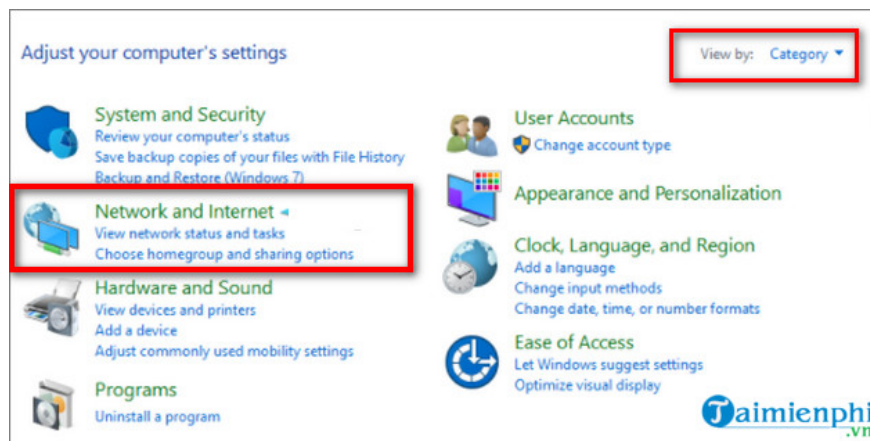 Adjust your computer's settings
View by: Category
System and Security
Review your computer's status
Save backup copies of your files with File History
Backup and Restore (Windows 7)
Network and Internet
View network status and tasks
Choose homegroup and sharing options
Hardware and Sound
View devices and printers
Add a device
Adjust commonly used mobility settings
Programs
Uninstall a program
User Accounts
Change account type
Appearance and Personalization
Clock, Language, and Region
Add a language
Change input methods
Change date, time, or number formats
Ease of Access
Let Windows suggest settings
Optimize visual display
Taimienphi
.vn